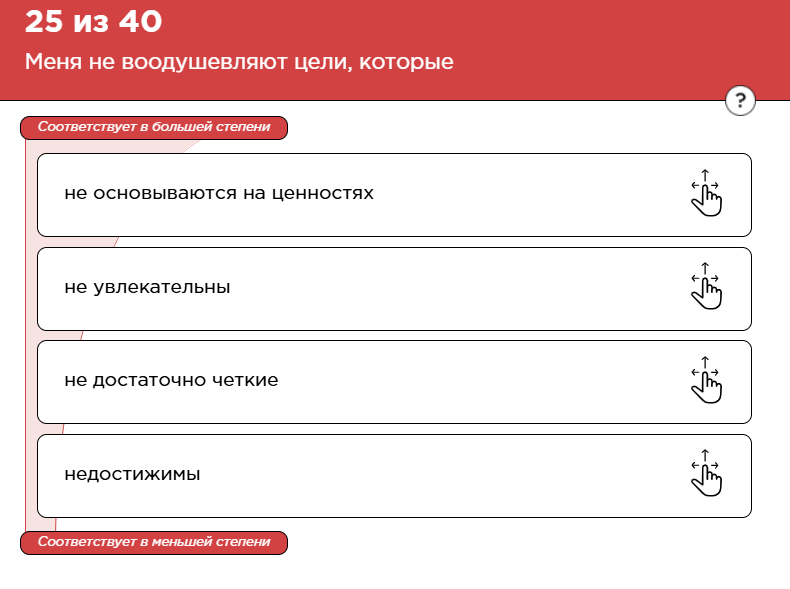 25 из 40
Меня не воодушевляют цели, которые
?
Соответствует в большей степени
не основываются на ценностях
не увлекательны
не достаточно четкие
недостижимы
Соответствует в меньшей степени